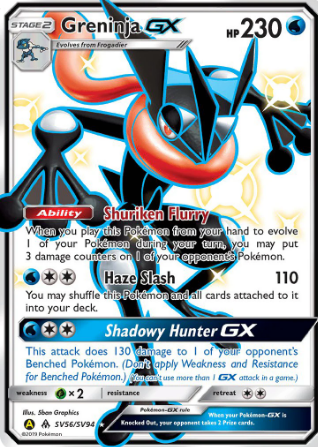 STAGE 2 Greninja GX HP 230
Evolves from Frogadier
Ability Shuriken Flurry
When you play this Pokémon from your hand to evolve
1 of your Pokémon during your turn, you may put
3 damage counters on 1 of your opponent's Pokémon.
Haze Slash 110
You may shuffle this Pokémon and all cards attached to it
into your deck.
Shadowy Hunter GX
This attack does 130 damage to 1 of your opponent's
Benched Pokémon. (Don't apply Weakness and Resistance
for Benched Pokémon.) (You can't use more than 1 GX attack in a game.)
weakness ×2 resistance retreat
Illus. 5ban Graphics
A SV56/SV94
©2019 Pokémon
Pokémon-GX rule
When your Pokémon-GX is
Knocked Out, your opponent takes 2 Prize cards.